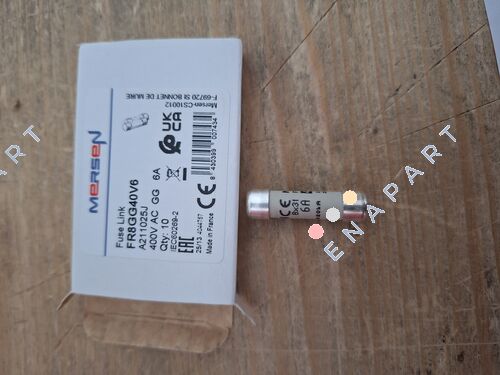 MERSEN
Fuse Link
FR8GG40V6
A211025J
400V AC GG 6A
Qty: 10
IEC60269-2
EAC
UK
CA
CE
Made in France
Mersen-CS10012
F-69720 St BONNET DE MURE
CE
8x31
6A
ENAPART